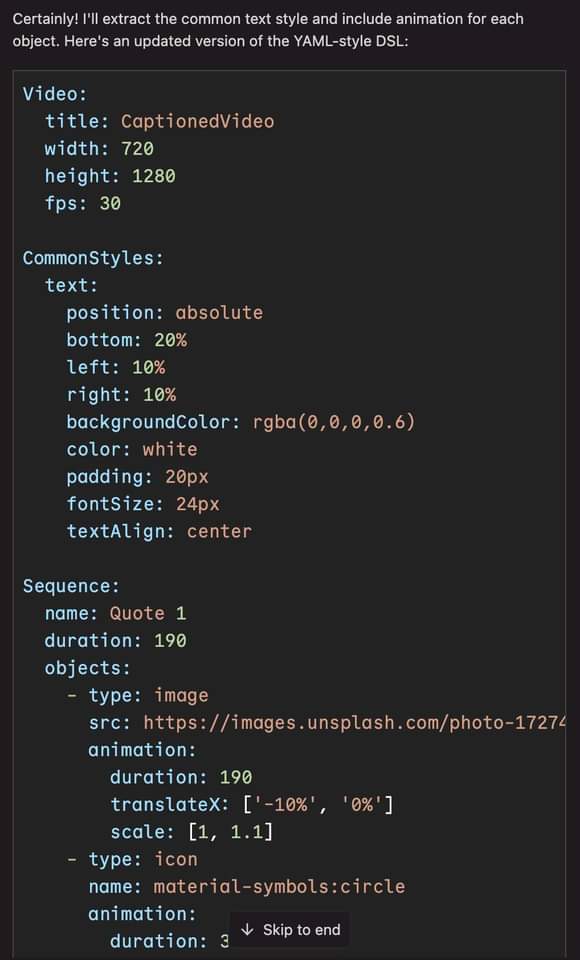 Certainly! I'll extract the common text style and include animation for each
object. Here's an updated version of the YAML-style DSL:
Video:
title: CaptionedVideo
width: 720
height: 1280
fps: 30
CommonStyles:
text:
position: absolute
bottom: 20%
left: 10%
right: 10%
backgroundColor: rgba(0,0,0,0.6)
color: white
padding: 20px
fontSize: 24px
textAlign: center
Sequence:
name: Quote 1
duration: 190
objects:
- type: image
src: https://images.unsplash.com/photo-17274
animation:
duration: 190
translateX: ['-10%', '0%']
scale: [1, 1.1]
- type: icon
name: material-symbols:circle
animation:
duration: 3
↓ Skip to end